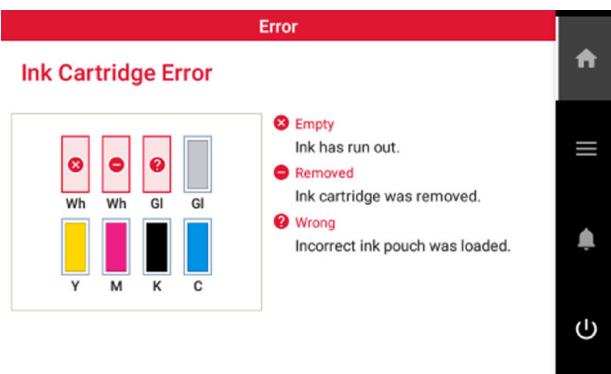 Error
Ink Cartridge Error
Wh Wh Gl Gl
Y M K C
Empty
Ink has run out.
Removed
Ink cartridge was removed.
? Wrong
Incorrect ink pouch was loaded.